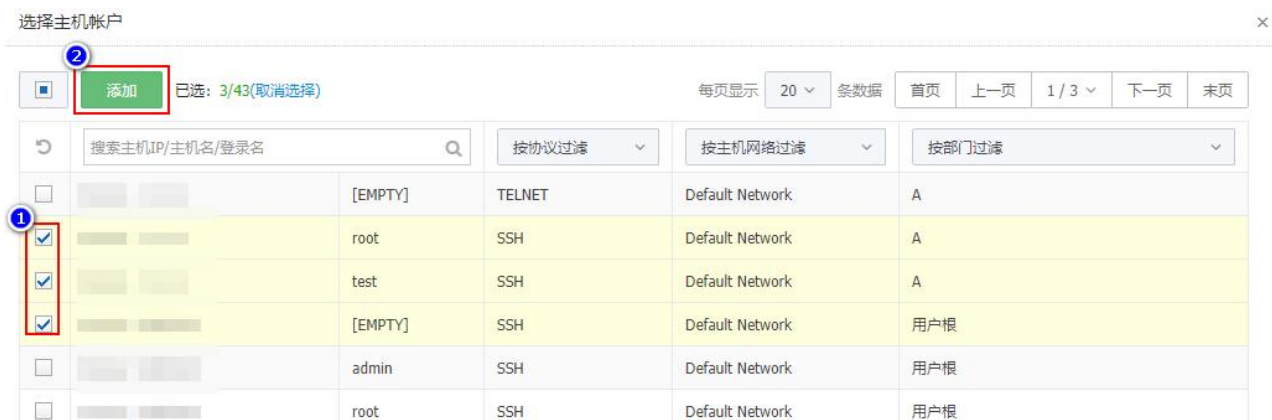 选择主机帐户 ×
2
添加 已选: 3/43(取消选择) 每页显示 20 条数据 首页 上一页 1 / 3 下一页 末页
搜索主机IP/主机名/登录名 按协议过滤 按主机网络过滤 按部门过滤
[EMPTY] TELNET Default Network A
1
root SSH Default Network A
test SSH Default Network A
[EMPTY] SSH Default Network 用户根
admin SSH Default Network 用户根
root SSH Default Network 用户根